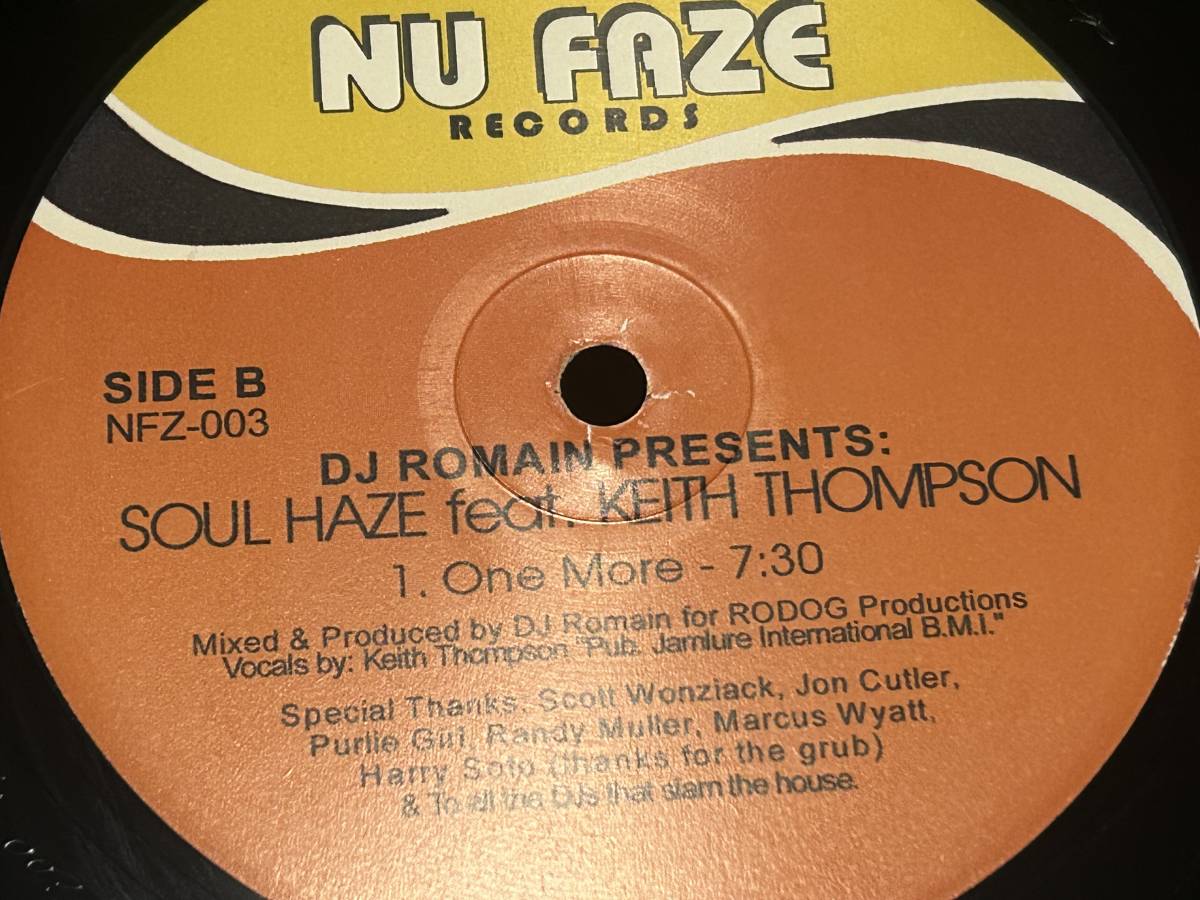 NU FAZE
RECORDS
SIDE B
NFZ-003
DJ ROMAIN PRESENTS:
SOUL HAZE feat. KEITH THOMPSON
1. One More - 7:30
Mixed & Produced by DJ Romain for RODOG Productions
Vocals by: Keith Thompson "Pub. Jamlure International B.M.I."
Special Thanks: Scott Wonziack, Jon Cutler,
Purlie Gui, Randy Muller, Marcus Wyatt,
Harry Soto (thanks for the grub)
& To all the DJs that slam the house.